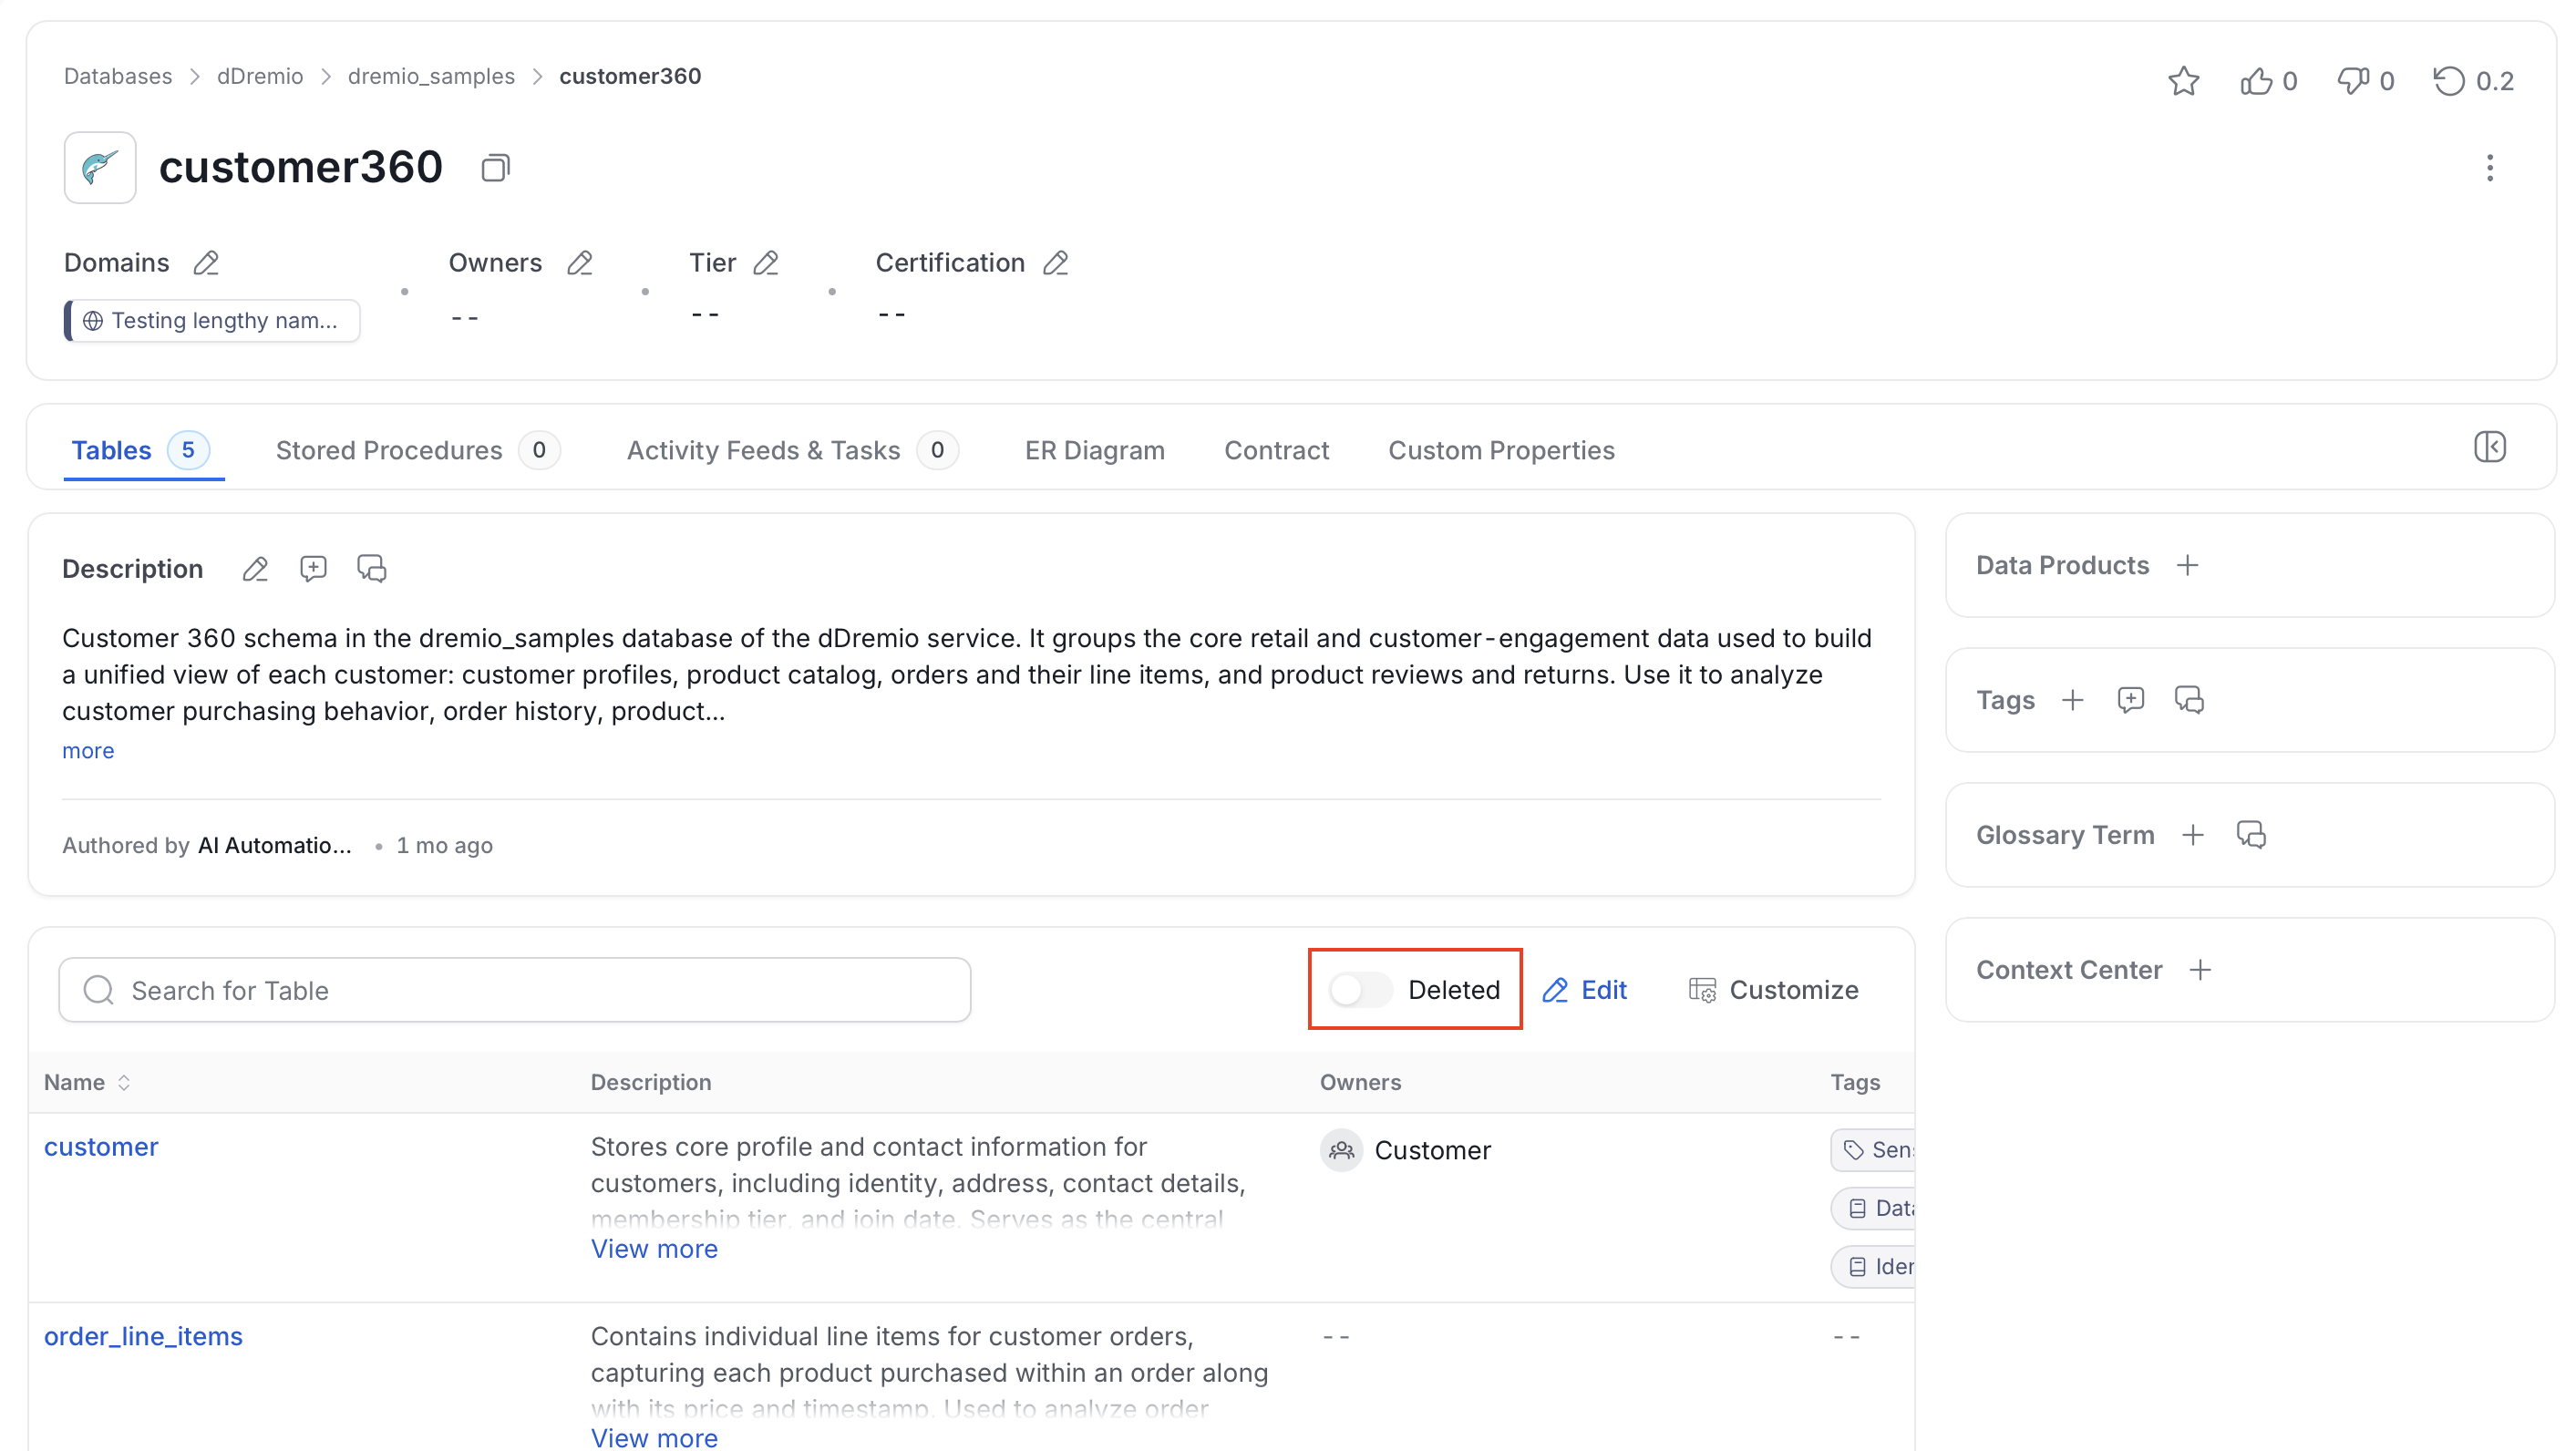 Databases > dDremio > dremio_samples > customer360
0 0 0.2
customer360
Domains Owners Tier Certification
Testing lengthy nam... -- -- --
Tables 5 Stored Procedures 0 Activity Feeds & Tasks 0 ER Diagram Contract Custom Properties
Description
Customer 360 schema in the dremio_samples database of the dDremio service. It groups the core retail and customer-engagement data used to build
a unified view of each customer: customer profiles, product catalog, orders and their line items, and product reviews and returns. Use it to analyze
customer purchasing behavior, order history, product...
more
Authored by AI Automatio... • 1 mo ago
Data Products
Tags
Glossary Term
Context Center
Search for Table Deleted Edit Customize
Name Description Owners Tags
customer
Stores core profile and contact information for
customers, including identity, address, contact details,
membership tier, and join date. Serves as the central
View more
Customer
Sens
Data
Iden
order_line_items
Contains individual line items for customer orders,
capturing each product purchased within an order along
with its price and timestamp. Used to analyze order
View more
-- --